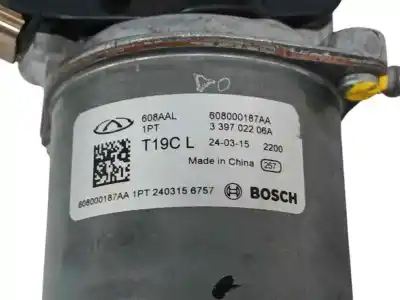 608AAL 608000187AA
1PT 3 397 022 06A
T19C L 24-03-15 2200
Made in China 257
608000187AA 1PT 240315 6757 BOSCH